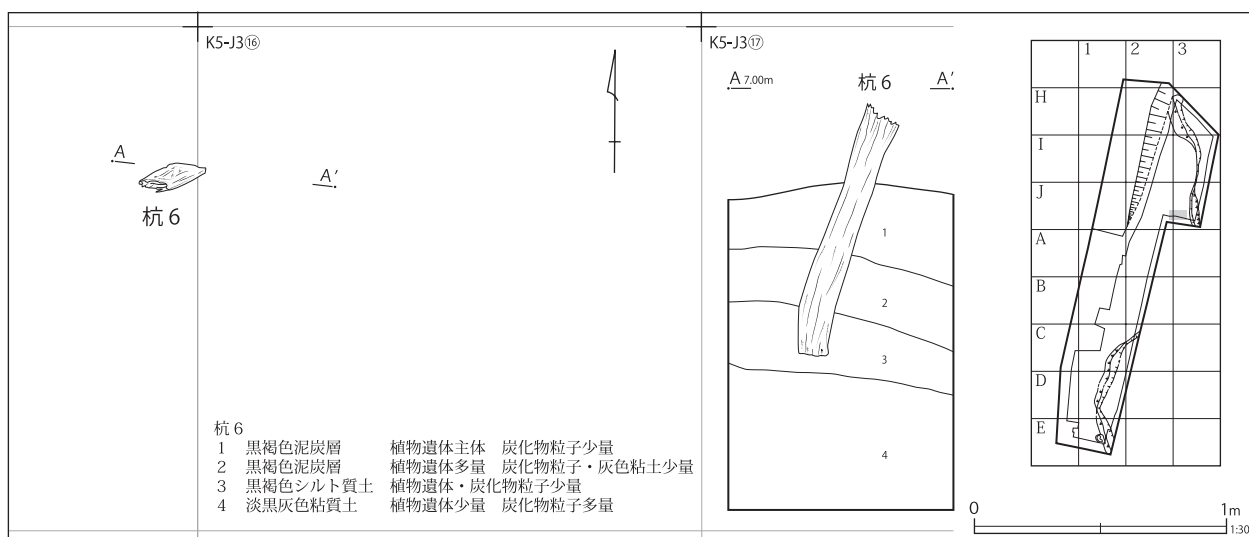 K5-J3⑯
A
A'
杭6
杭6
1 黒褐色泥炭層 植物遺体主体 炭化物粒子少量
2 黒褐色泥炭層 植物遺体多量 炭化物粒子・灰色粘土少量
3 黒褐色シルト質土 植物遺体・炭化物粒子少量
4 淡黒灰色粘質土 植物遺体少量 炭化物粒子多量
K5-J3⑰
A 7.00m
杭6
A'
1
2
3
4
1 2 3
H
I
J
A
B
C
D
E
0 1m
1:30